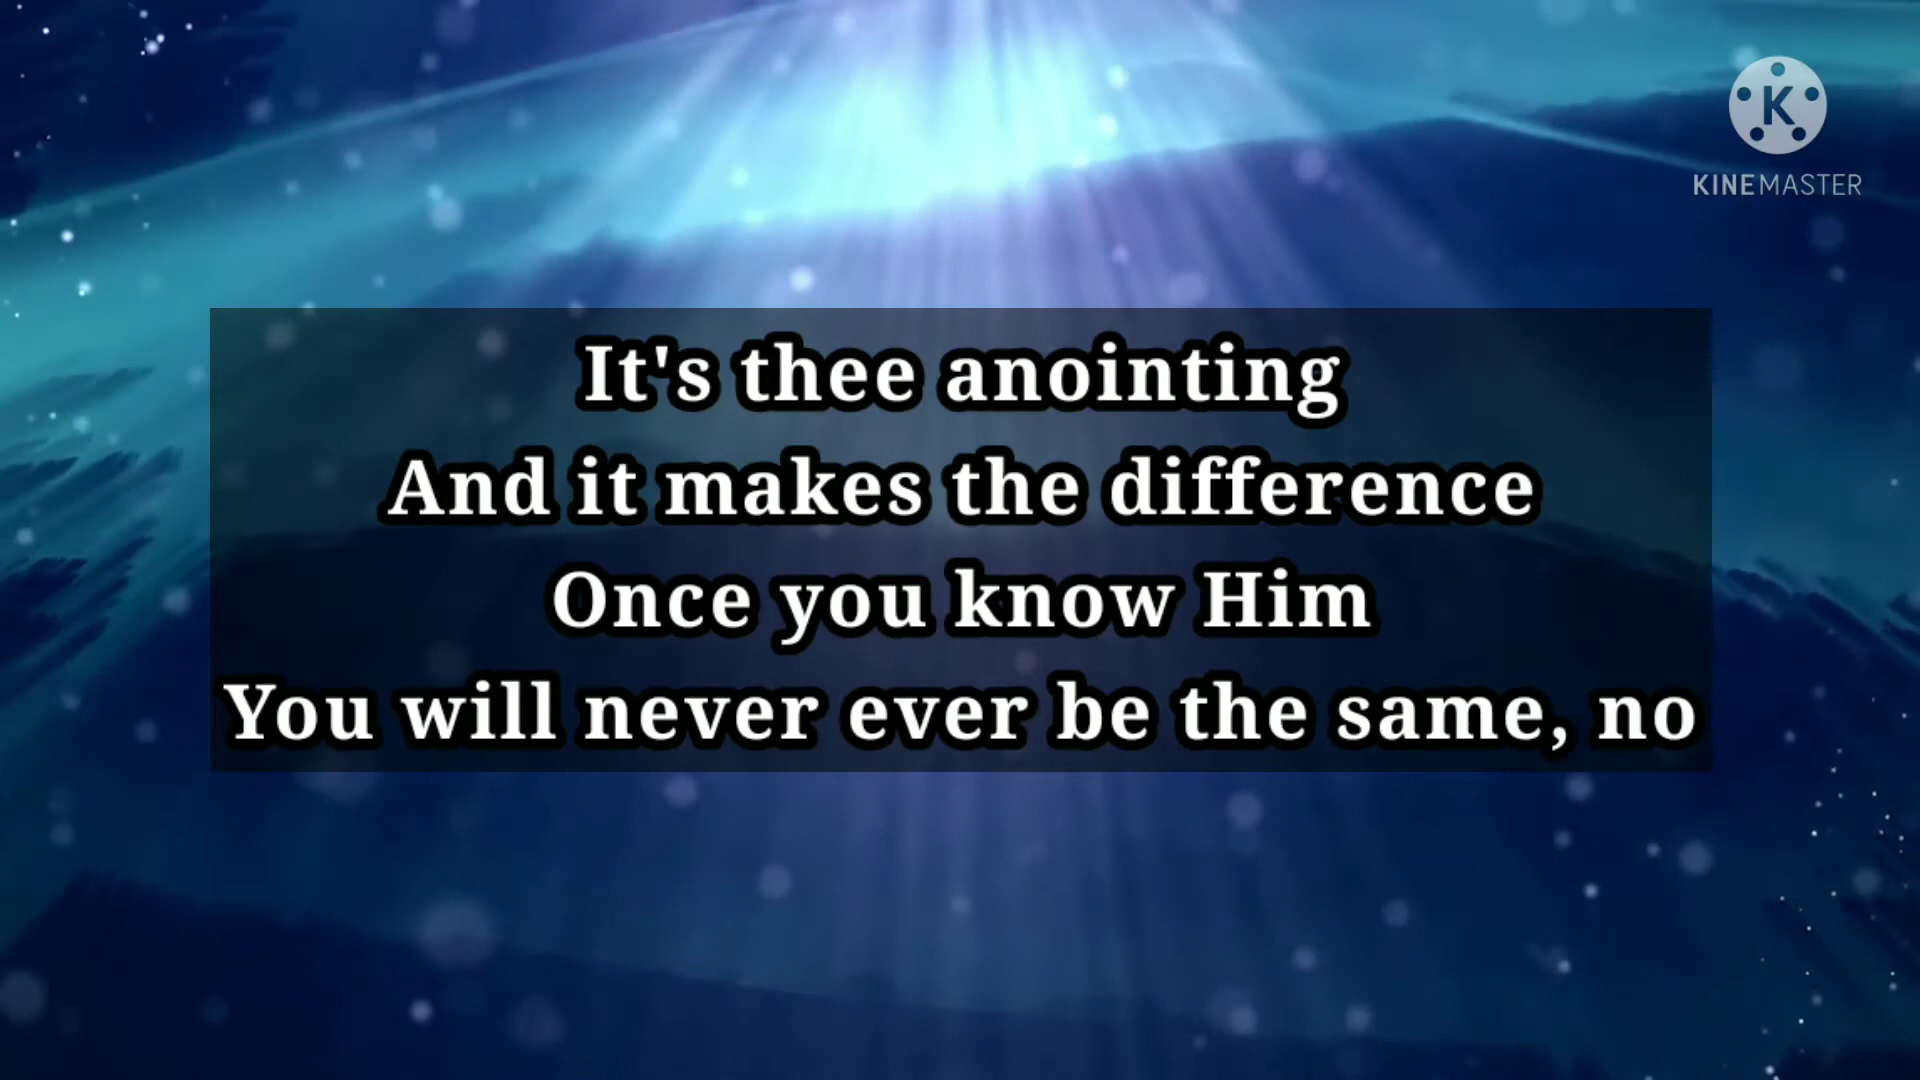 K
KINEMASTER
It's thee anointing
And it makes the difference
Once you know Him
You will never ever be the same, no